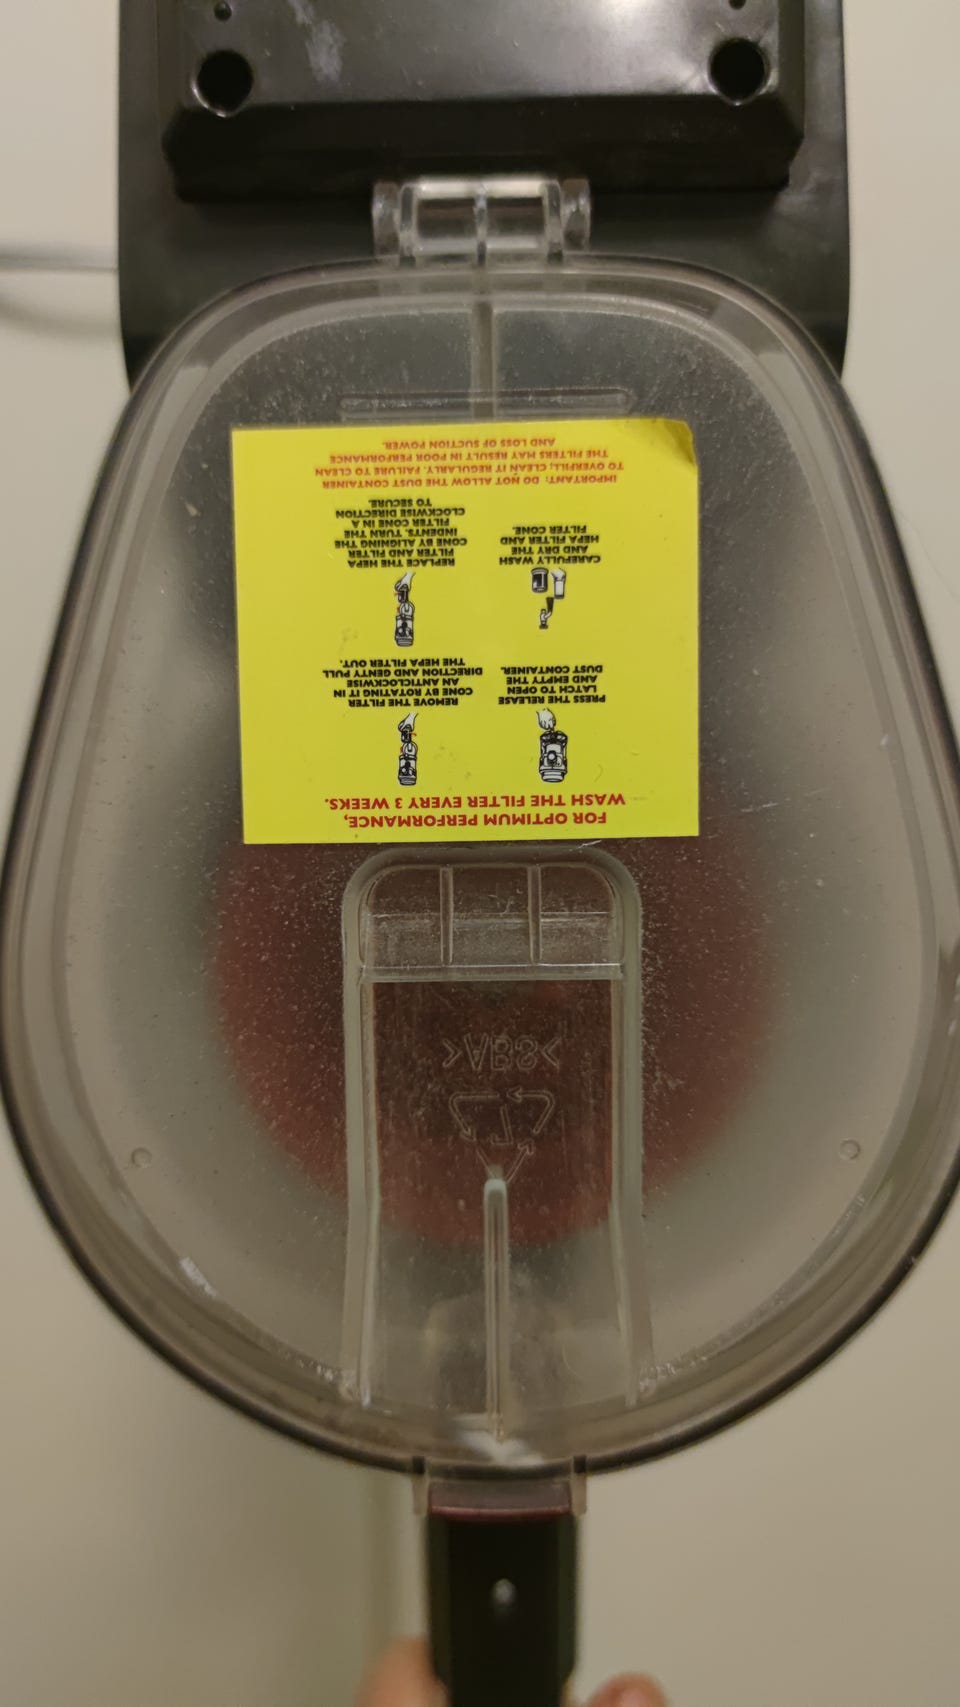 FOR OPTIMUM PERFORMANCE,
WASH THE FILTER EVERY 3 WEEKS.
PRESS THE RELEASE
LATCH TO OPEN
AND EMPTY THE
DUST CONTAINER.
REMOVE THE FILTER
CONE BY ROTATING IT IN
AN ANTICLOCKWISE
DIRECTION AND GENTY PULL
THE HEPA FILTER OUT.
CAREFULLY WASH
AND DRY THE
HEPA FILTER AND
FILTER CONE.
REPLACE THE HEPA
FILTER AND FILTER
CONE BY ALIGNING THE
INDENTS. TURN THE
FILTER CONE IN A
CLOCKWISE DIRECTION
TO SECURE.
IMPORTANT: DO NOT ALLOW THE DUST CONTAINER
TO OVERFILL; CLEAN IT REGULARLY. FAILURE TO CLEAN
THE FILTERS MAY RESULT IN POOR PERFORMANCE
AND LOSS OF SUCTION POWER.
>ABS<